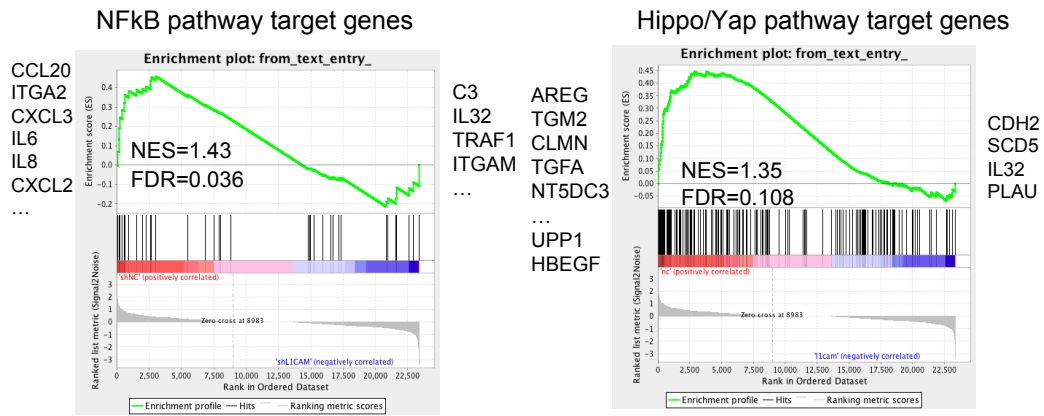 NFkB pathway target genes
CCL20
ITGA2
CXCL3
IL6
IL8
CXCL2
…
Enrichment plot: from_text_entry_
Enrichment score (ES)
0.4
0.3
0.2
0.1
0.0
-0.1
-0.2
NES=1.43
FDR=0.036
'shNC' (positively correlated)
Ranked list metric (Signal2Noise)
3
2
1
0
-1
-2
-3
Zero cross at 8983
'shL1CAM' (negatively correlated)
0 2,500 5,000 7,500 10,000 12,500 15,000 17,500 20,000 22,500
Rank in Ordered Dataset
Enrichment profile Hits Ranking metric scores
C3
IL32
TRAF1
ITGAM
…
Hippo/Yap pathway target genes
AREG
TGM2
CLMN
TGFA
NT5DC3
…
UPP1
HBEGF
Enrichment plot: from_text_entry_
Enrichment score (ES)
0.45
0.40
0.35
0.30
0.25
0.20
0.15
0.10
0.05
0.00
-0.05
NES=1.35
FDR=0.108
'nc' (positively correlated)
Ranked list metric (Signal2Noise)
3
2
1
0
-1
-2
-3
Zero cross at 8983
'l1cam' (negatively correlated)
0 2,500 5,000 7,500 10,000 12,500 15,000 17,500 20,000 22,500
Rank in Ordered Dataset
Enrichment profile Hits Ranking metric scores
CDH2
SCD5
IL32
PLAU